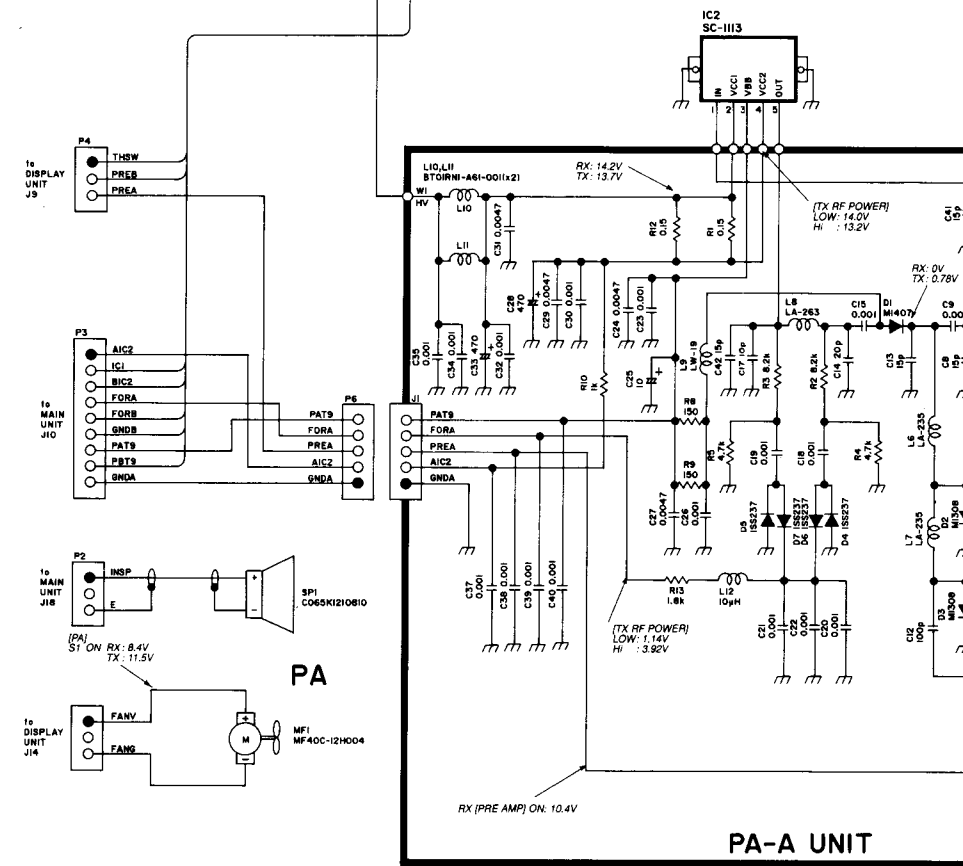 IC2
SC-1113
IN
VCC1
VBB
VCC2
OUT
1 2 3 4 5
P4
to
DISPLAY
UNIT
J9
THSW
PREB
PREA
L10,L11
BT01RN1-A61-001(x2)
W1
HV
L10
L11
RX: 14.2V
TX: 13.7V
[TX RF POWER]
LOW: 14.0V
Hi : 13.2V
C41
15p
RX: 0V
TX: 0.78V
C31 0.0047
R12
0.15
R1
0.15
C28
470
+
C29 0.0047
C30 0.001
C24 0.0047
C23 0.001
L8
LA-263
C15
0.001
D1
MI407
C9
0.00
P3
to
MAIN
UNIT
J10
AIC2
IC1
BIC2
FORA
FORB
GNDB
PAT9
PBT9
GNDA
C35
0.001
C34 0.001
C33 470
+
C32 0.001
R10
1k
C25
10
+
L9
LW-19
C42 15p
C17 10p
R3 8.2k
R2 8.2k
C14 20p
C13
15p
C8
15p
P6
PAT9
FORA
PREA
AIC2
GNDA
J1
PAT9
FORA
PREA
AIC2
GNDA
R8
150
R9
150
R5
4.7k
C19
0.001
C18
0.001
R4
4.7k
L6
LA-235
C27
0.0047
C26
0.001
D5
1SS237
D7
1SS237
D6
D4 1SS237
L7
LA-235
D2
MI308
P2
to
MAIN
UNIT
J18
INSP
E
+
−
SP1
C065K1210610
C37
0.001
C38 0.001
C39 0.001
C40 0.001
R13
1.8k
L12
10µH
D3
MI308
C21
0.001
C22
0.001
C20
0.001
C12
100p
[TX RF POWER]
LOW: 1.14V
Hi : 3.92V
[PA]
S1 ON RX: 8.4V
TX : 11.5V
PA
to
DISPLAY
UNIT
J14
FANV
FANG
+
M
−
MF1
MF40C-12H004
RX [PRE AMP] ON: 10.4V
PA-A UNIT